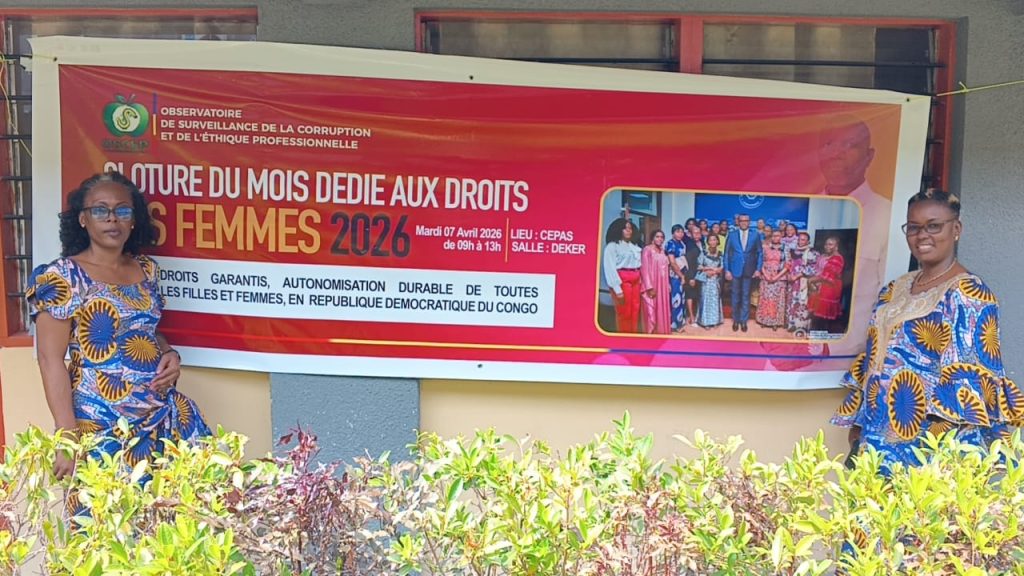 OBSERVATOIRE
DE SURVEILLANCE DE LA CORRUPTION
ET DE L'ÉTHIQUE PROFESSIONNELLE
CLOTURE DU MOIS DEDIE AUX DROITS
S FEMMES 2026
Mardi 07 Avril 2026
de 09h à 13h
LIEU : CEPAS
SALLE : DEKER
DROITS GARANTIS, AUTONOMISATION DURABLE DE TOUTES
LES FILLES ET FEMMES, EN REPUBLIQUE DEMOCRATIQUE DU CONGO